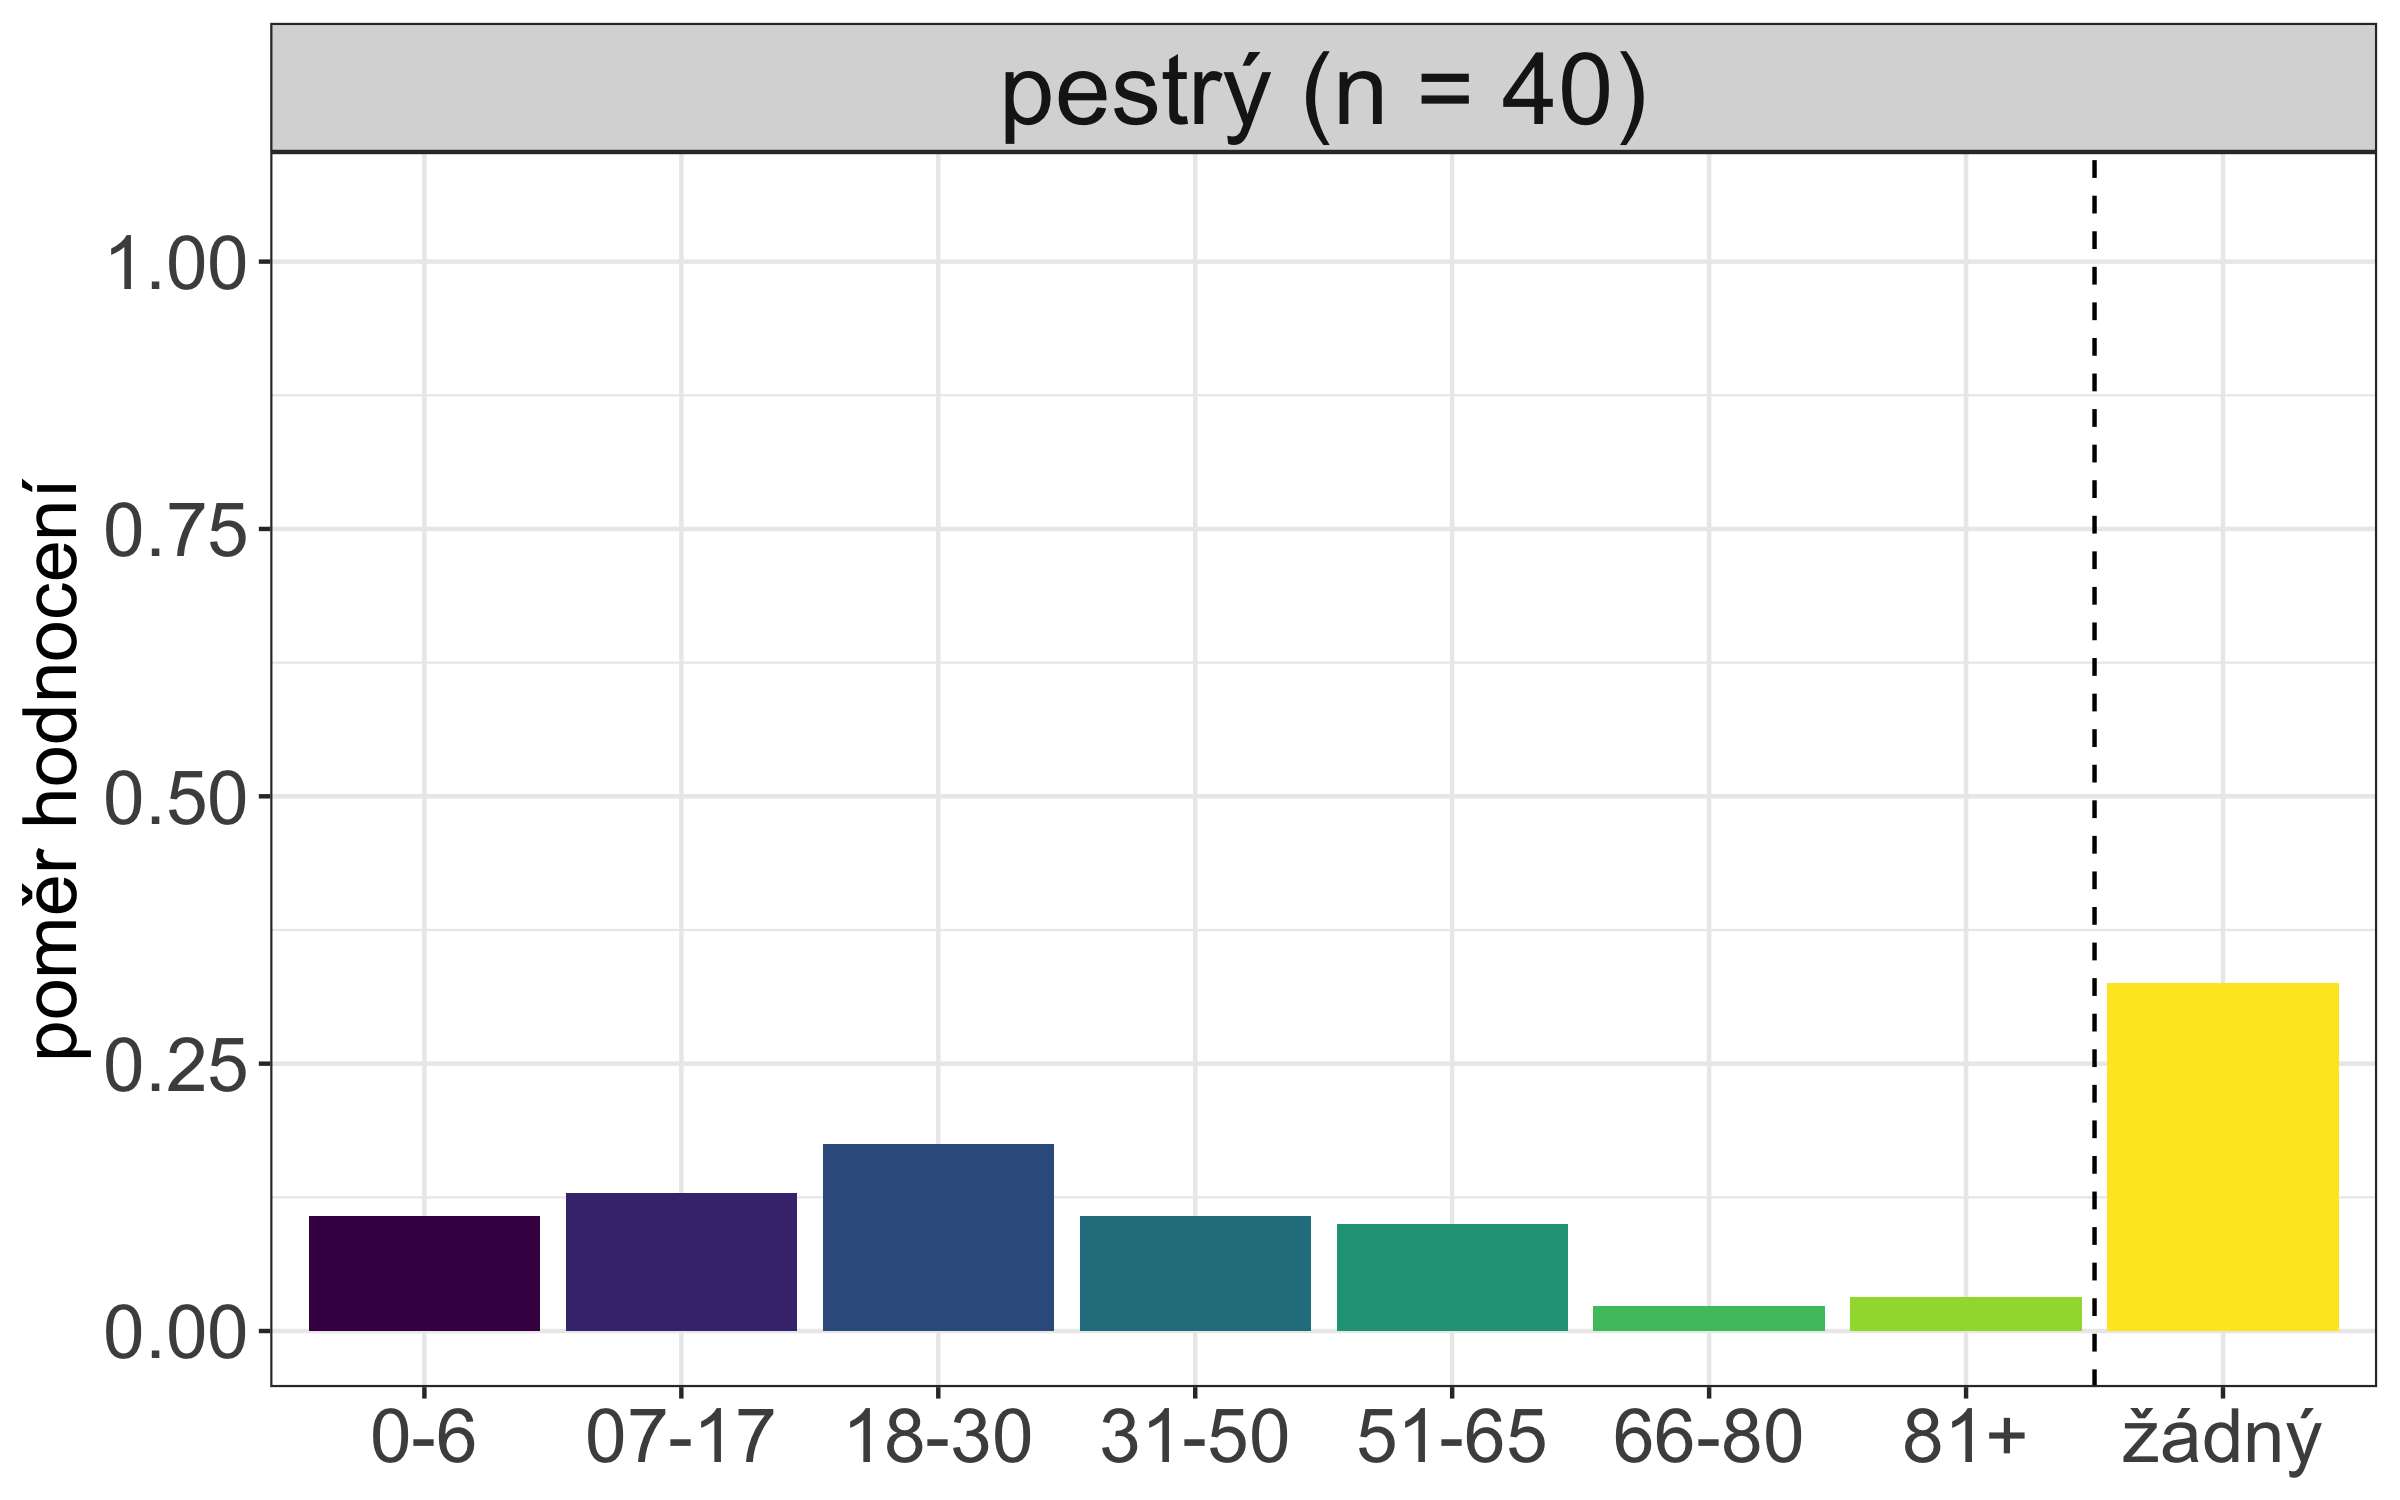 pestrý (n = 40)
poměr hodnocení
1.00
0.75
0.50
0.25
0.00
0-6 07-17 18-30 31-50 51-65 66-80 81+ žádný